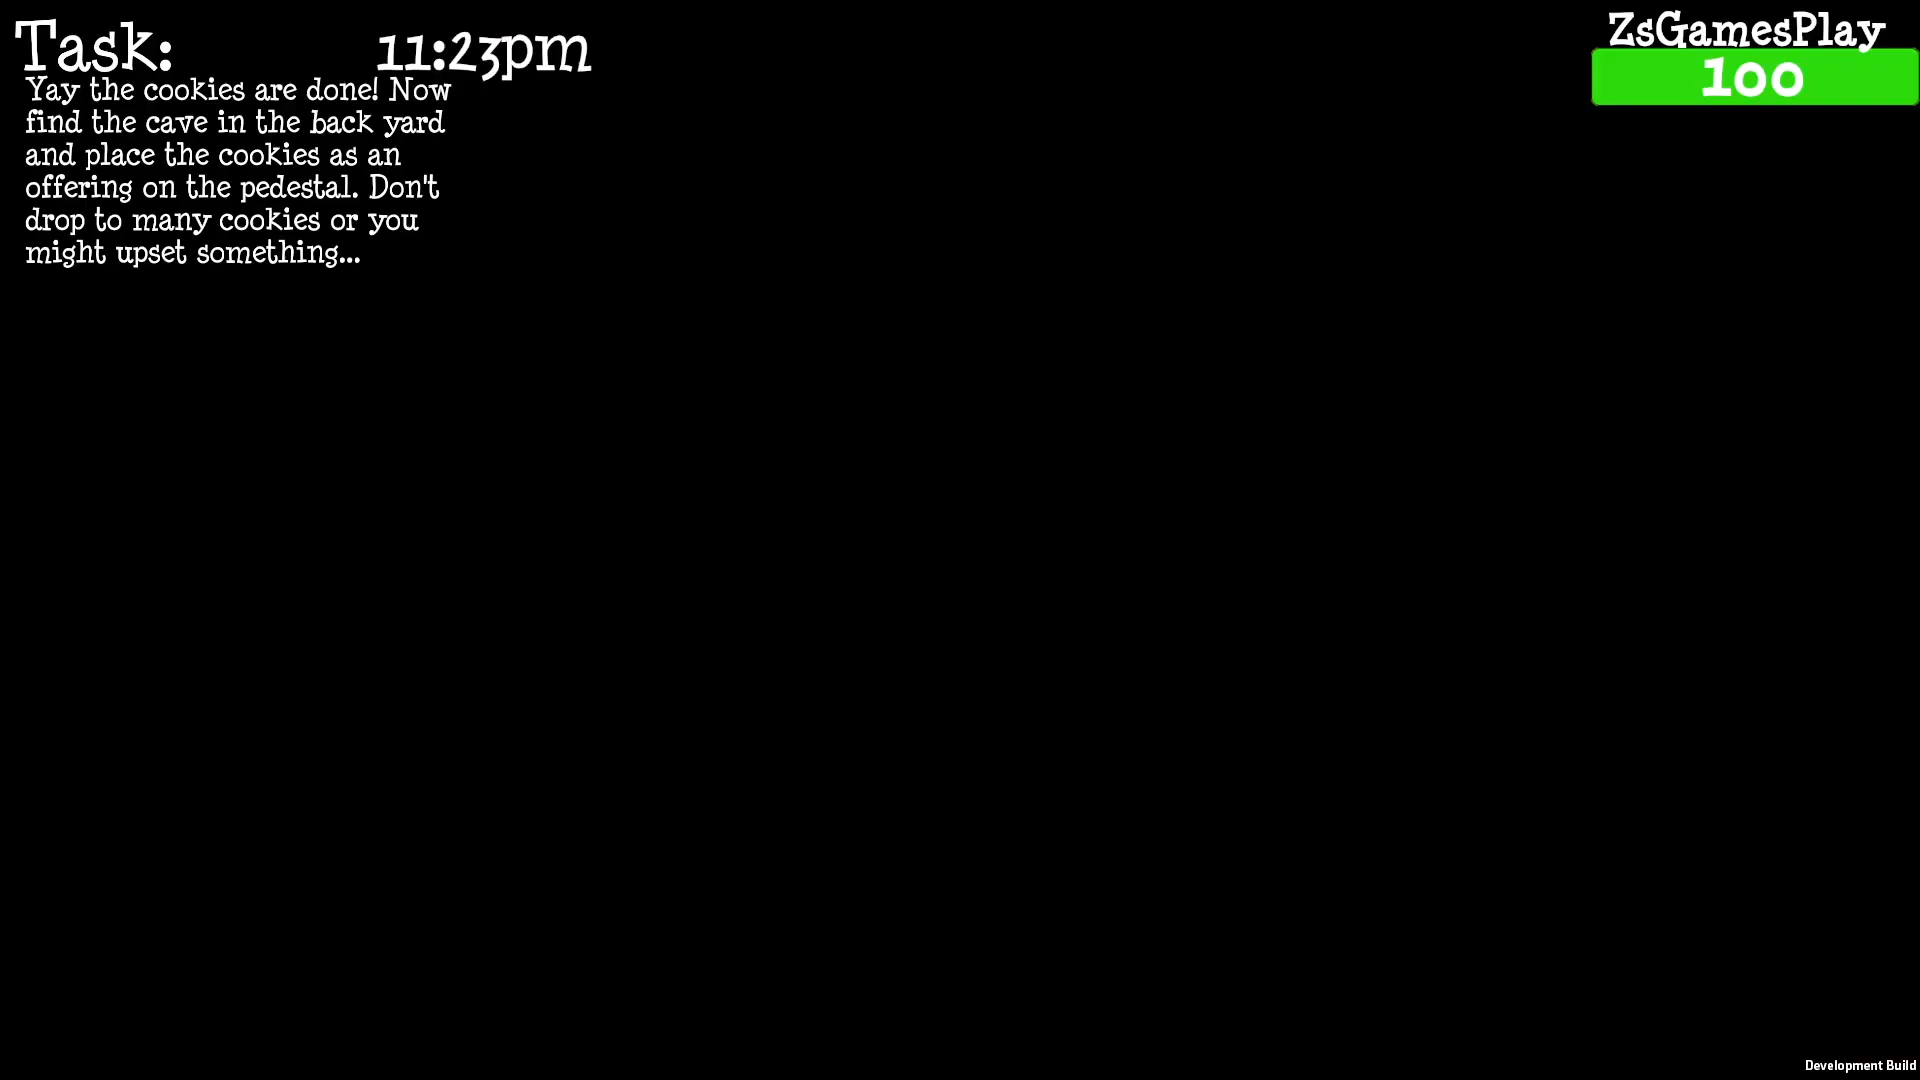 Task:
11:23pm
Yay the cookies are done! Now
find the cave in the back yard
and place the cookies as an
offering on the pedestal. Don't
drop to many cookies or you
might upset something...
ZsGamesPlay
100
Development Build